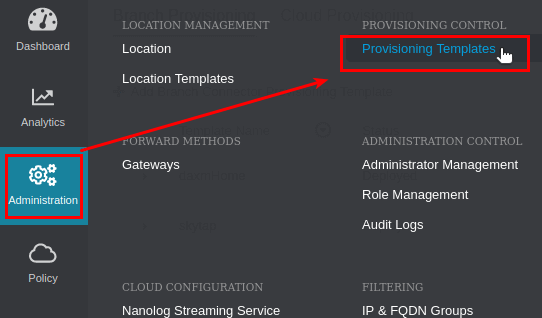 Dashboard
Analytics
Administration
Policy
LOCATION MANAGEMENT
Location
Location Templates
FORWARD METHODS
Gateways
CLOUD CONFIGURATION
Nanolog Streaming Service
PROVISIONING CONTROL
Provisioning Templates
ADMINISTRATION CONTROL
Administrator Management
Role Management
Audit Logs
FILTERING
IP & FQDN Groups